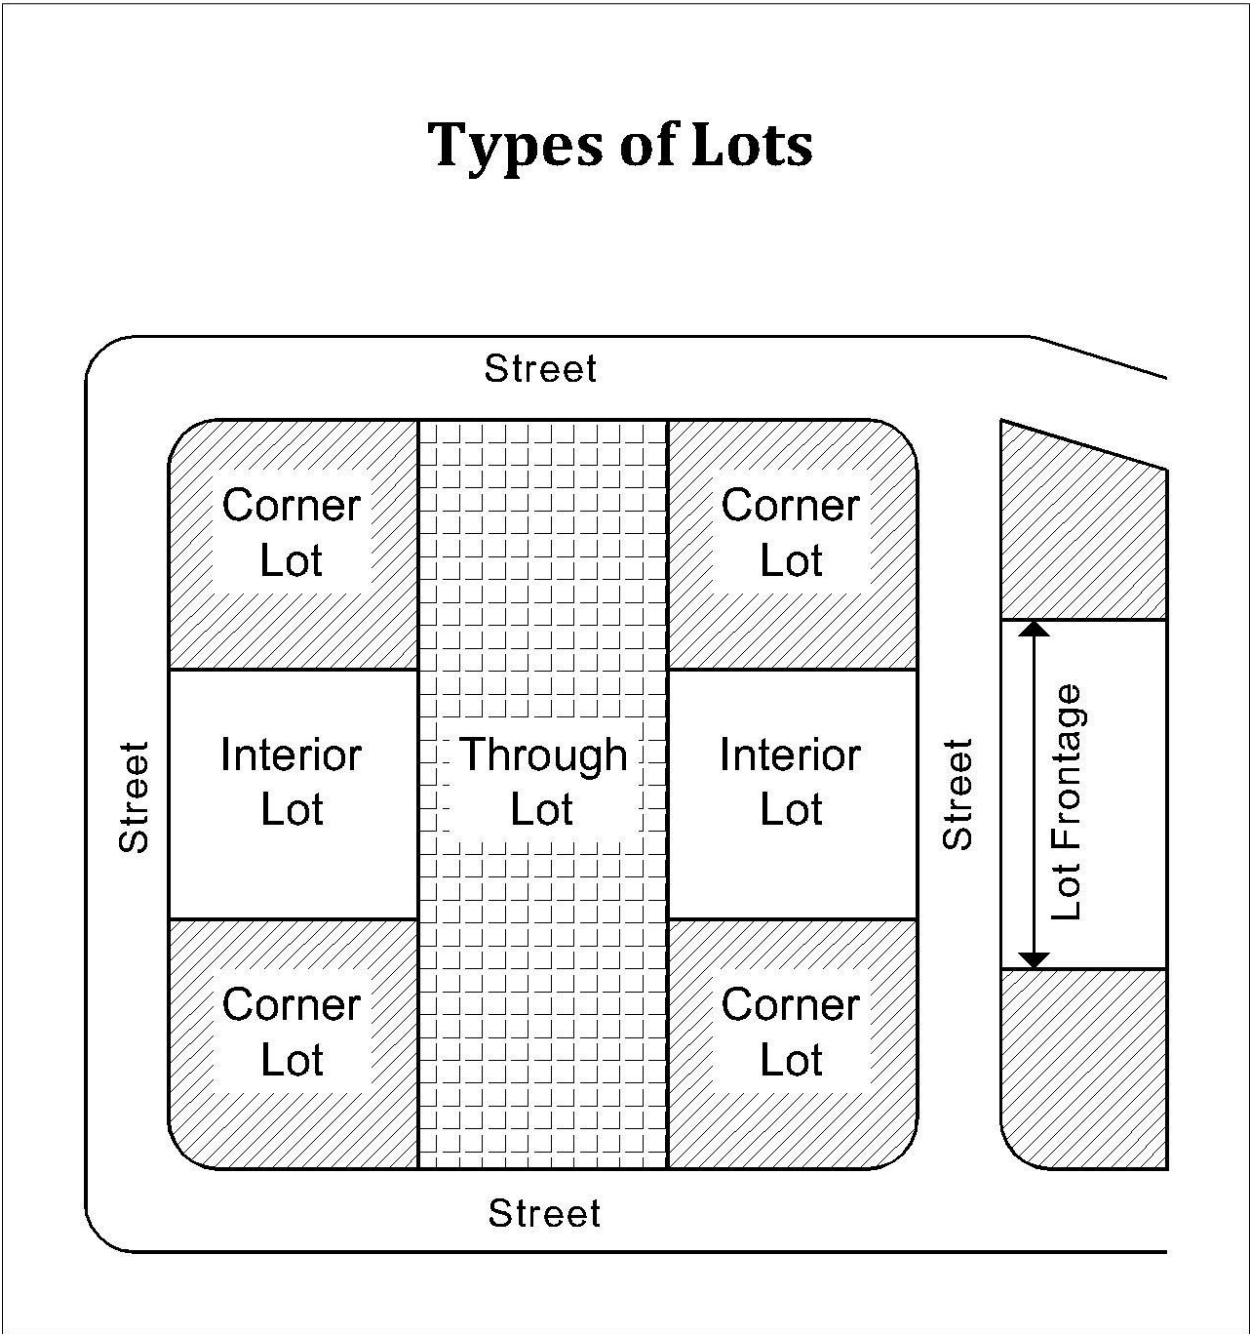 Types of Lots
Street
Corner
Lot
Corner
Lot
Street
Interior
Lot
Through
Lot
Interior
Lot
Street
Lot Frontage
Corner
Lot
Corner
Lot
Street